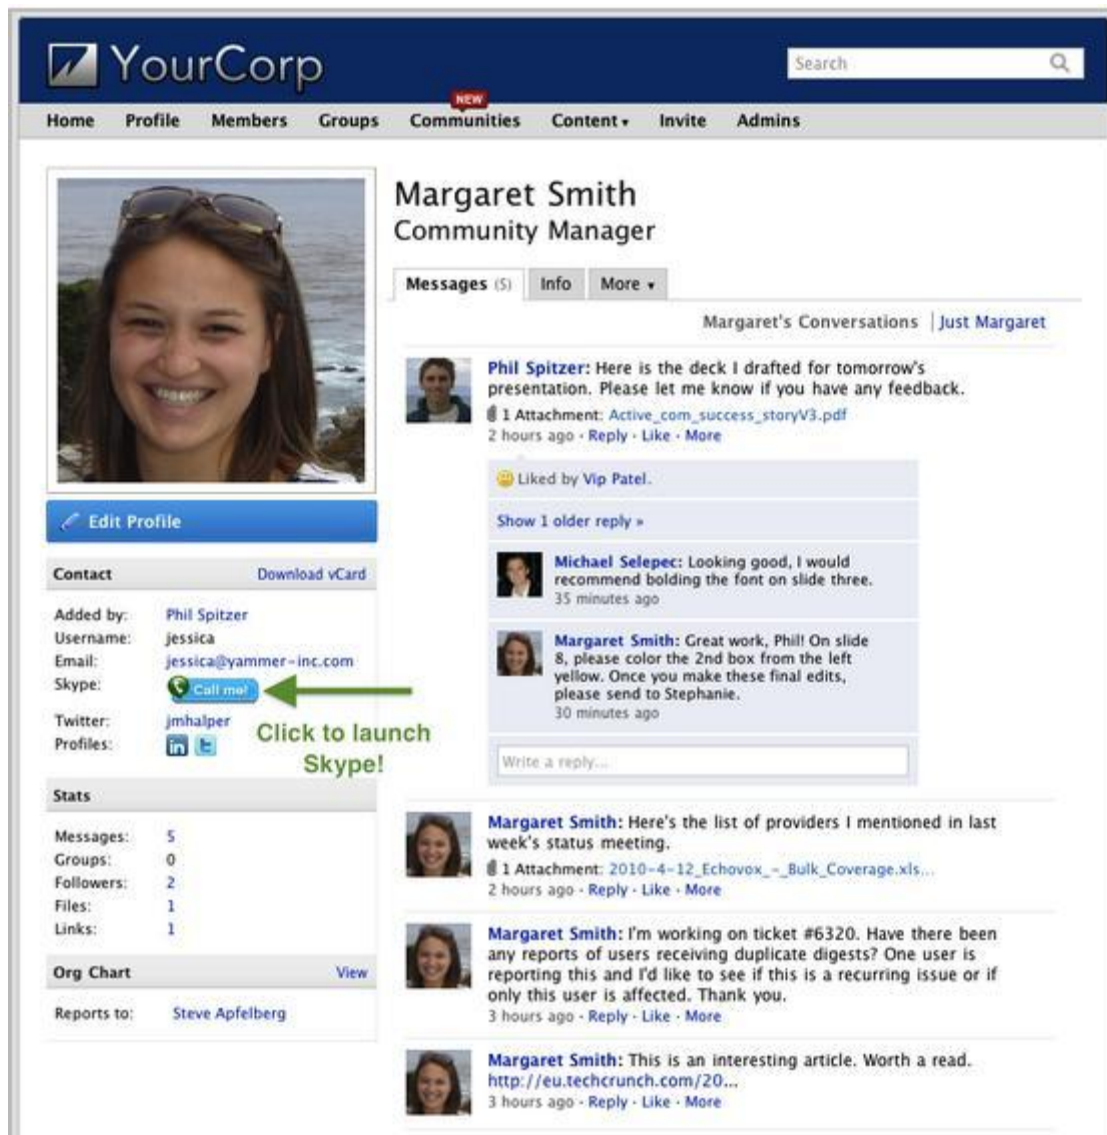 YourCorp
Search
NEW
Home Profile Members Groups Communities Content ▾ Invite Admins
Margaret Smith
Community Manager
Messages (5) Info More ▾
Margaret's Conversations | Just Margaret
Phil Spitzer: Here is the deck I drafted for tomorrow's
presentation. Please let me know if you have any feedback.
1 Attachment: Active_com_success_storyV3.pdf
2 hours ago · Reply · Like · More
Liked by Vip Patel.
Show 1 older reply »
Michael Selepec: Looking good, I would
recommend bolding the font on slide three.
35 minutes ago
Margaret Smith: Great work, Phil! On slide
8, please color the 2nd box from the left
yellow. Once you make these final edits,
please send to Stephanie.
30 minutes ago
Write a reply...
Margaret Smith: Here's the list of providers I mentioned in last
week's status meeting.
1 Attachment: 2010-4-12_Echovox_-_Bulk_Coverage.xls...
2 hours ago · Reply · Like · More
Margaret Smith: I'm working on ticket #6320. Have there been
any reports of users receiving duplicate digests? One user is
reporting this and I'd like to see if this is a recurring issue or if
only this user is affected. Thank you.
3 hours ago · Reply · Like · More
Margaret Smith: This is an interesting article. Worth a read.
http://eu.techcrunch.com/20...
3 hours ago · Reply · Like · More
Edit Profile
Contact Download vCard
Added by: Phil Spitzer
Username: jessica
Email: jessica@yammer-inc.com
Skype: Call me!
Twitter: jmhalper
Profiles: in t
Click to launch
Skype!
Stats
Messages: 5
Groups: 0
Followers: 2
Files: 1
Links: 1
Org Chart View
Reports to: Steve Apfelberg